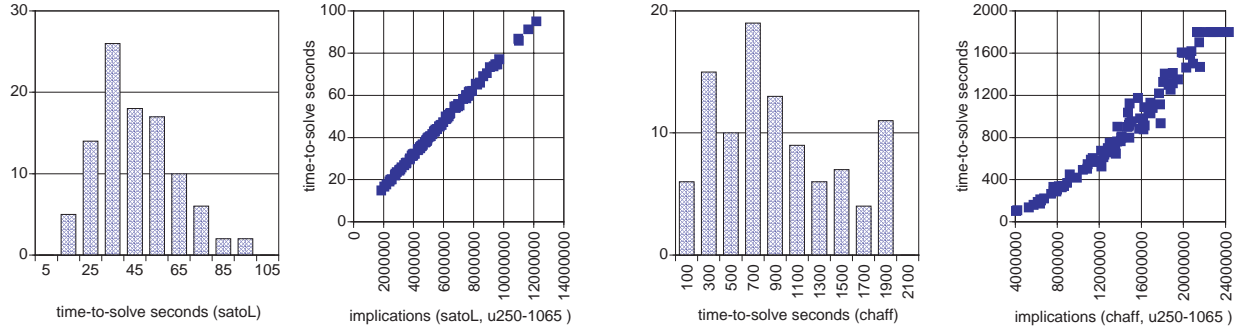 30
20
10
0
5 25 45 65 85 105
time-to-solve seconds (satoL)
time-to-solve seconds
100
80
60
40
20
0
0 2000000 4000000 6000000 8000000 10000000 12000000 14000000
implications (satoL, u250-1065 )
20
10
0
100 300 500 700 900 1100 1300 1500 1700 1900 2100
time-to-solve seconds (chaff)
time-to-solve seconds
2000
1600
1200
800
400
0
4000000 8000000 12000000 16000000 20000000 24000000
implications (chaff, u250-1065 )